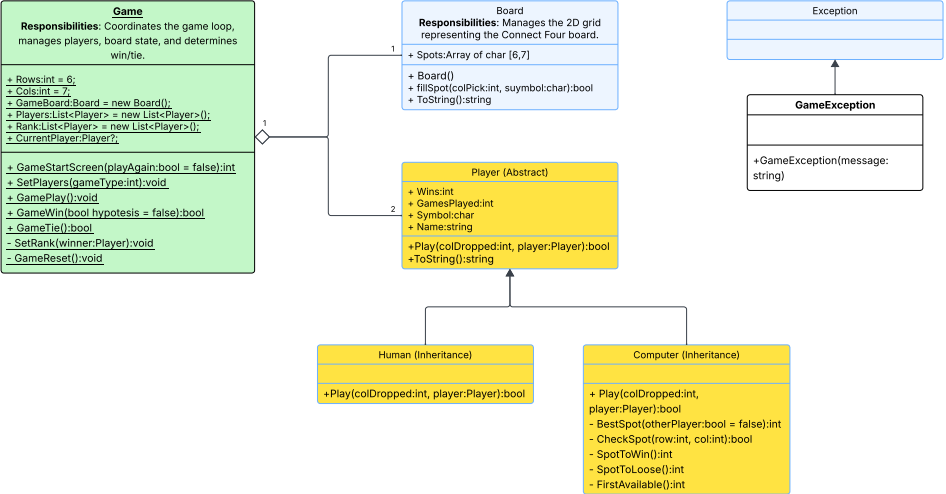 Game
Responsibilities: Coordinates the game loop,
manages players, board state, and determines
win/tie.
+ Rows:int = 6;
+ Cols:int = 7;
+ GameBoard:Board = new Board();
+ Players:List<Player> = new List<Player>();
+ Rank:List<Player> = new List<Player>();
+ CurrentPlayer:Player?;
+ GameStartScreen(playAgain:bool = false):int
+ SetPlayers(gameType:int):void
+ GamePlay():void
+ GameWin(bool hypotesis = false):bool
+ GameTie():bool
- SetRank(winner:Player):void
- GameReset():void
1
1
2
Board
Responsibilities: Manages the 2D grid
representing the Connect Four board.
+ Spots:Array of char [6,7]
+ Board()
+ fillSpot(colPick:int, suymbol:char):bool
+ ToString():string
Player (Abstract)
+ Wins:int
+ GamesPlayed:int
+ Symbol:char
+ Name:string
+Play(colDropped:int, player:Player):bool
+ToString():string
Exception
GameException
+GameException(message:
string)
Human (Inheritance)
+Play(colDropped:int, player:Player):bool
Computer (Inheritance)
+ Play(colDropped:int,
player:Player):bool
- BestSpot(otherPlayer:bool = false):int
- CheckSpot(row:int, col:int):bool
- SpotToWin():int
- SpotToLoose():int
- FirstAvailable():int